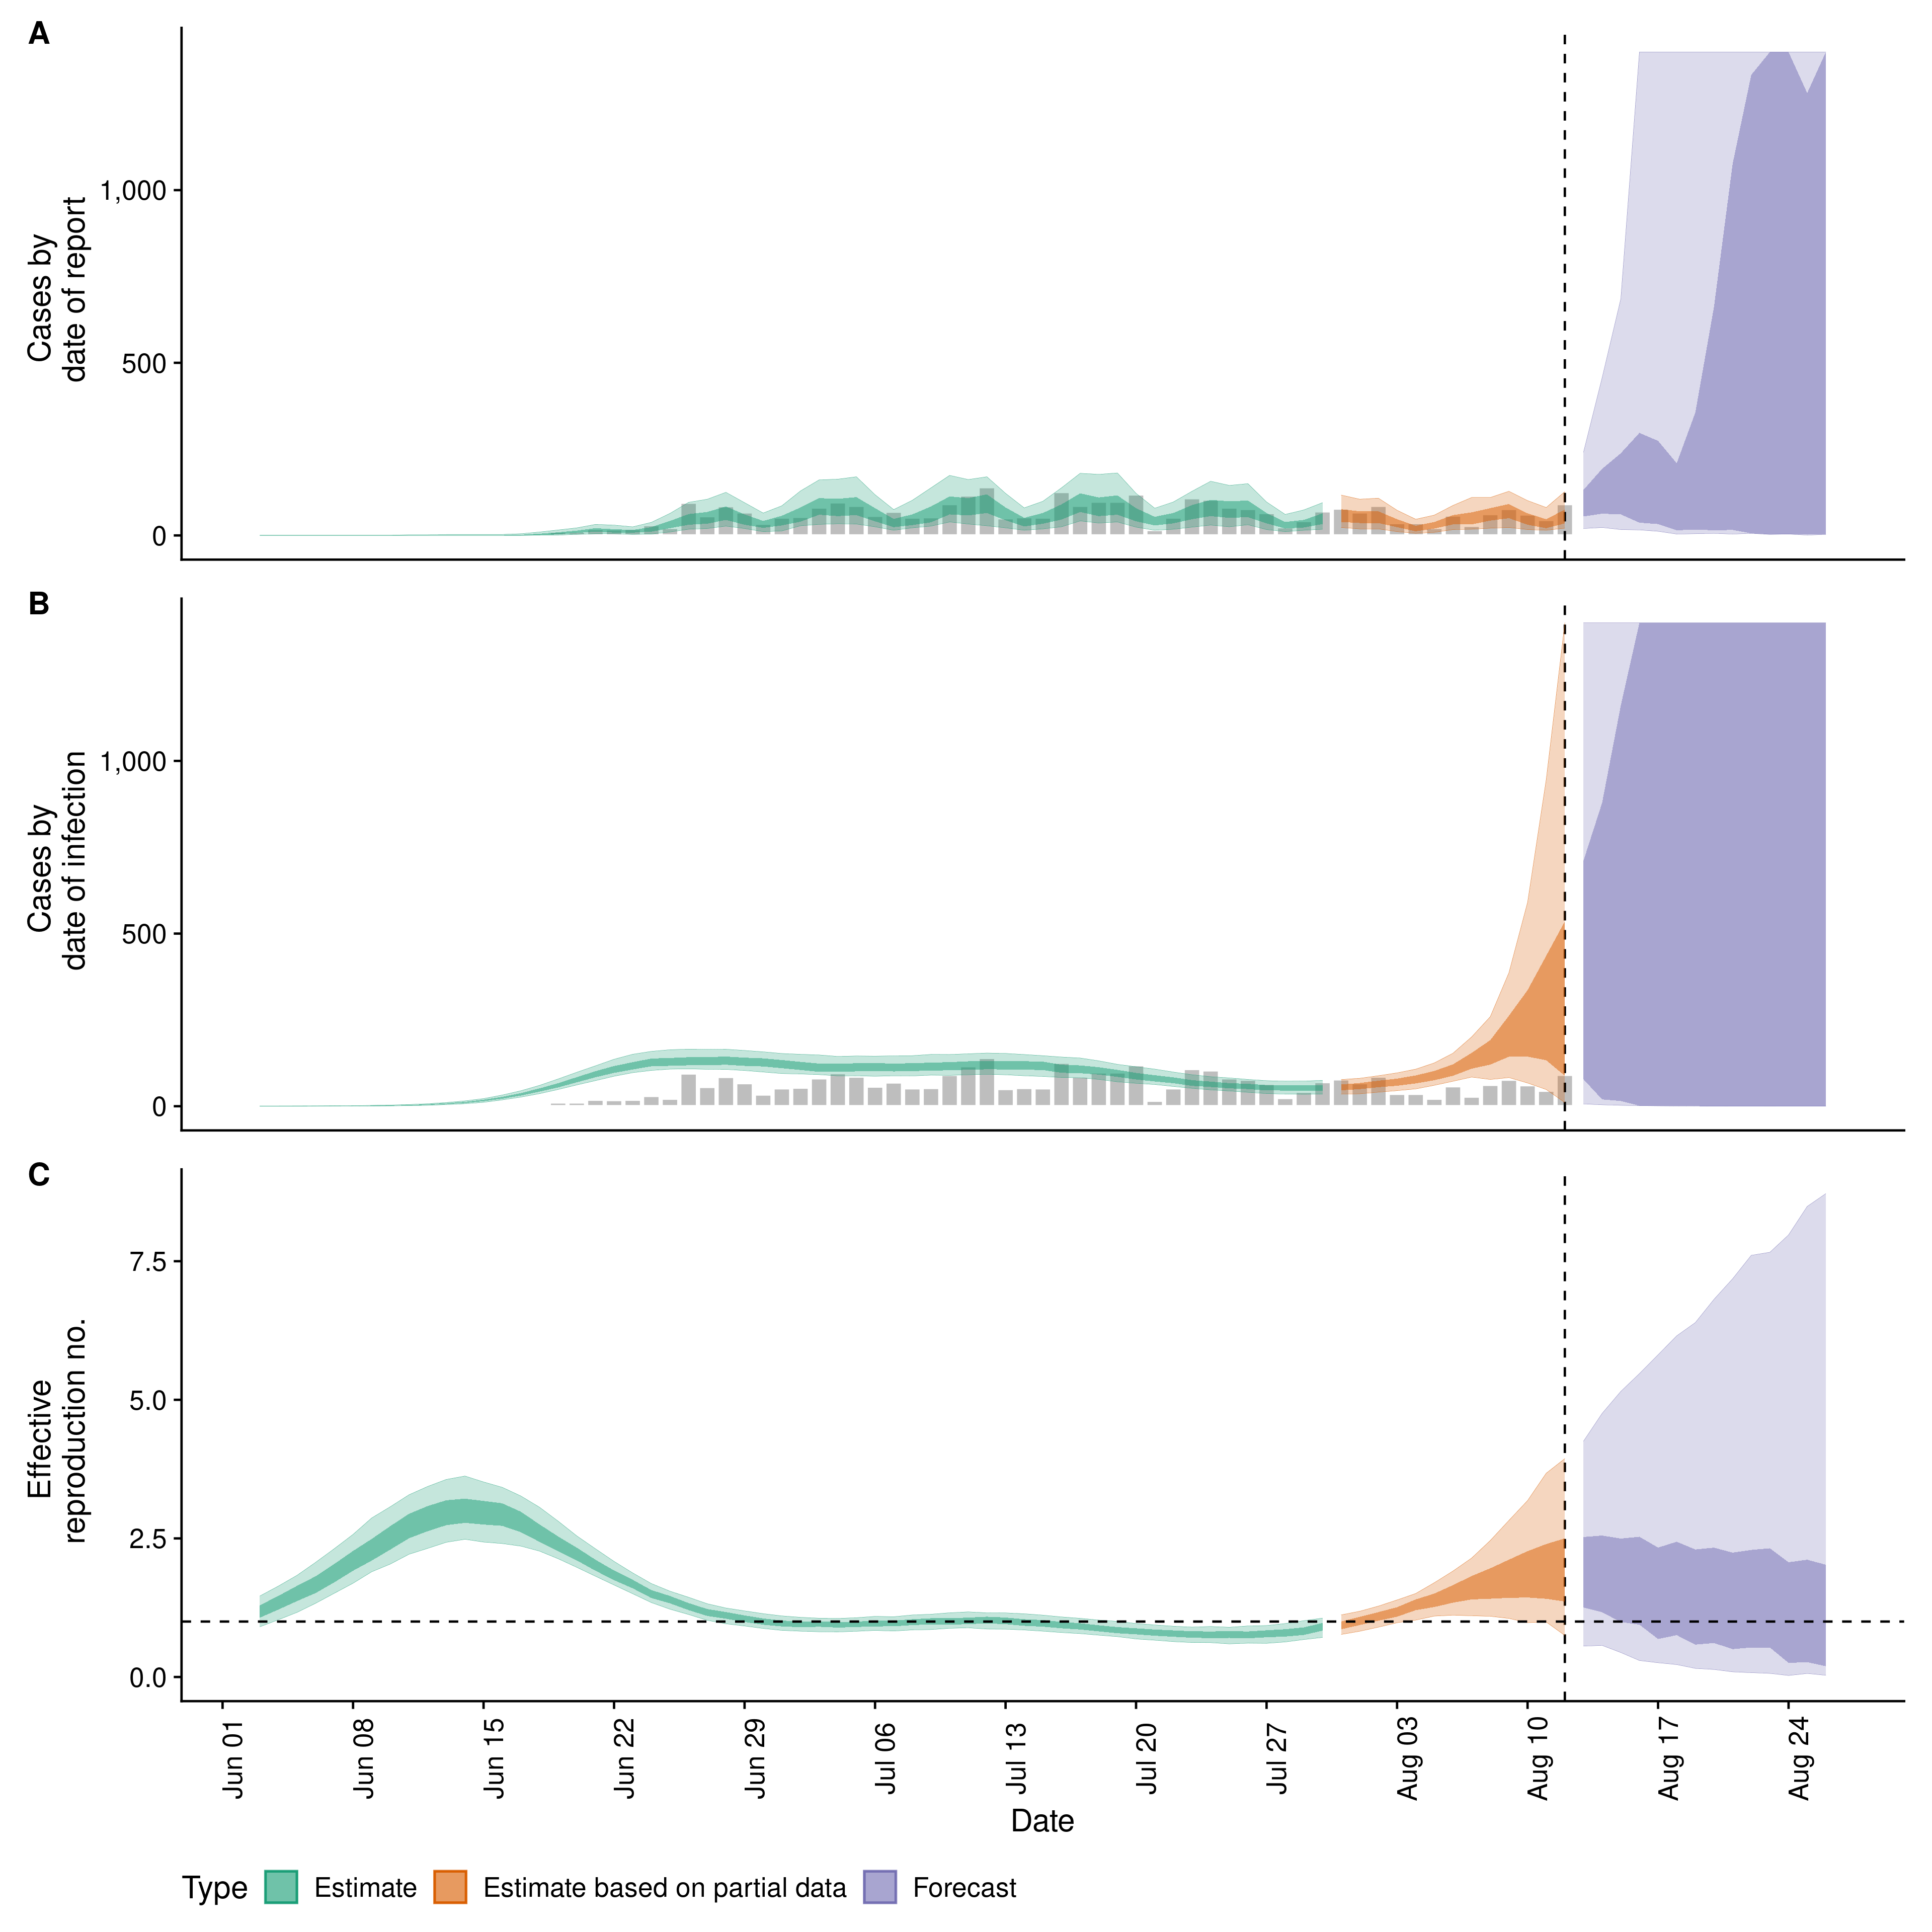 A
Cases by
date of report
1,000
500
0
B
Cases by
date of infection
1,000
500
0
C
Effective
reproduction no.
7.5
5.0
2.5
0.0
Jun 01
Jun 08
Jun 15
Jun 22
Jun 29
Jul 06
Jul 13
Jul 20
Jul 27
Aug 03
Aug 10
Aug 17
Aug 24
Date
Type Estimate Estimate based on partial data Forecast